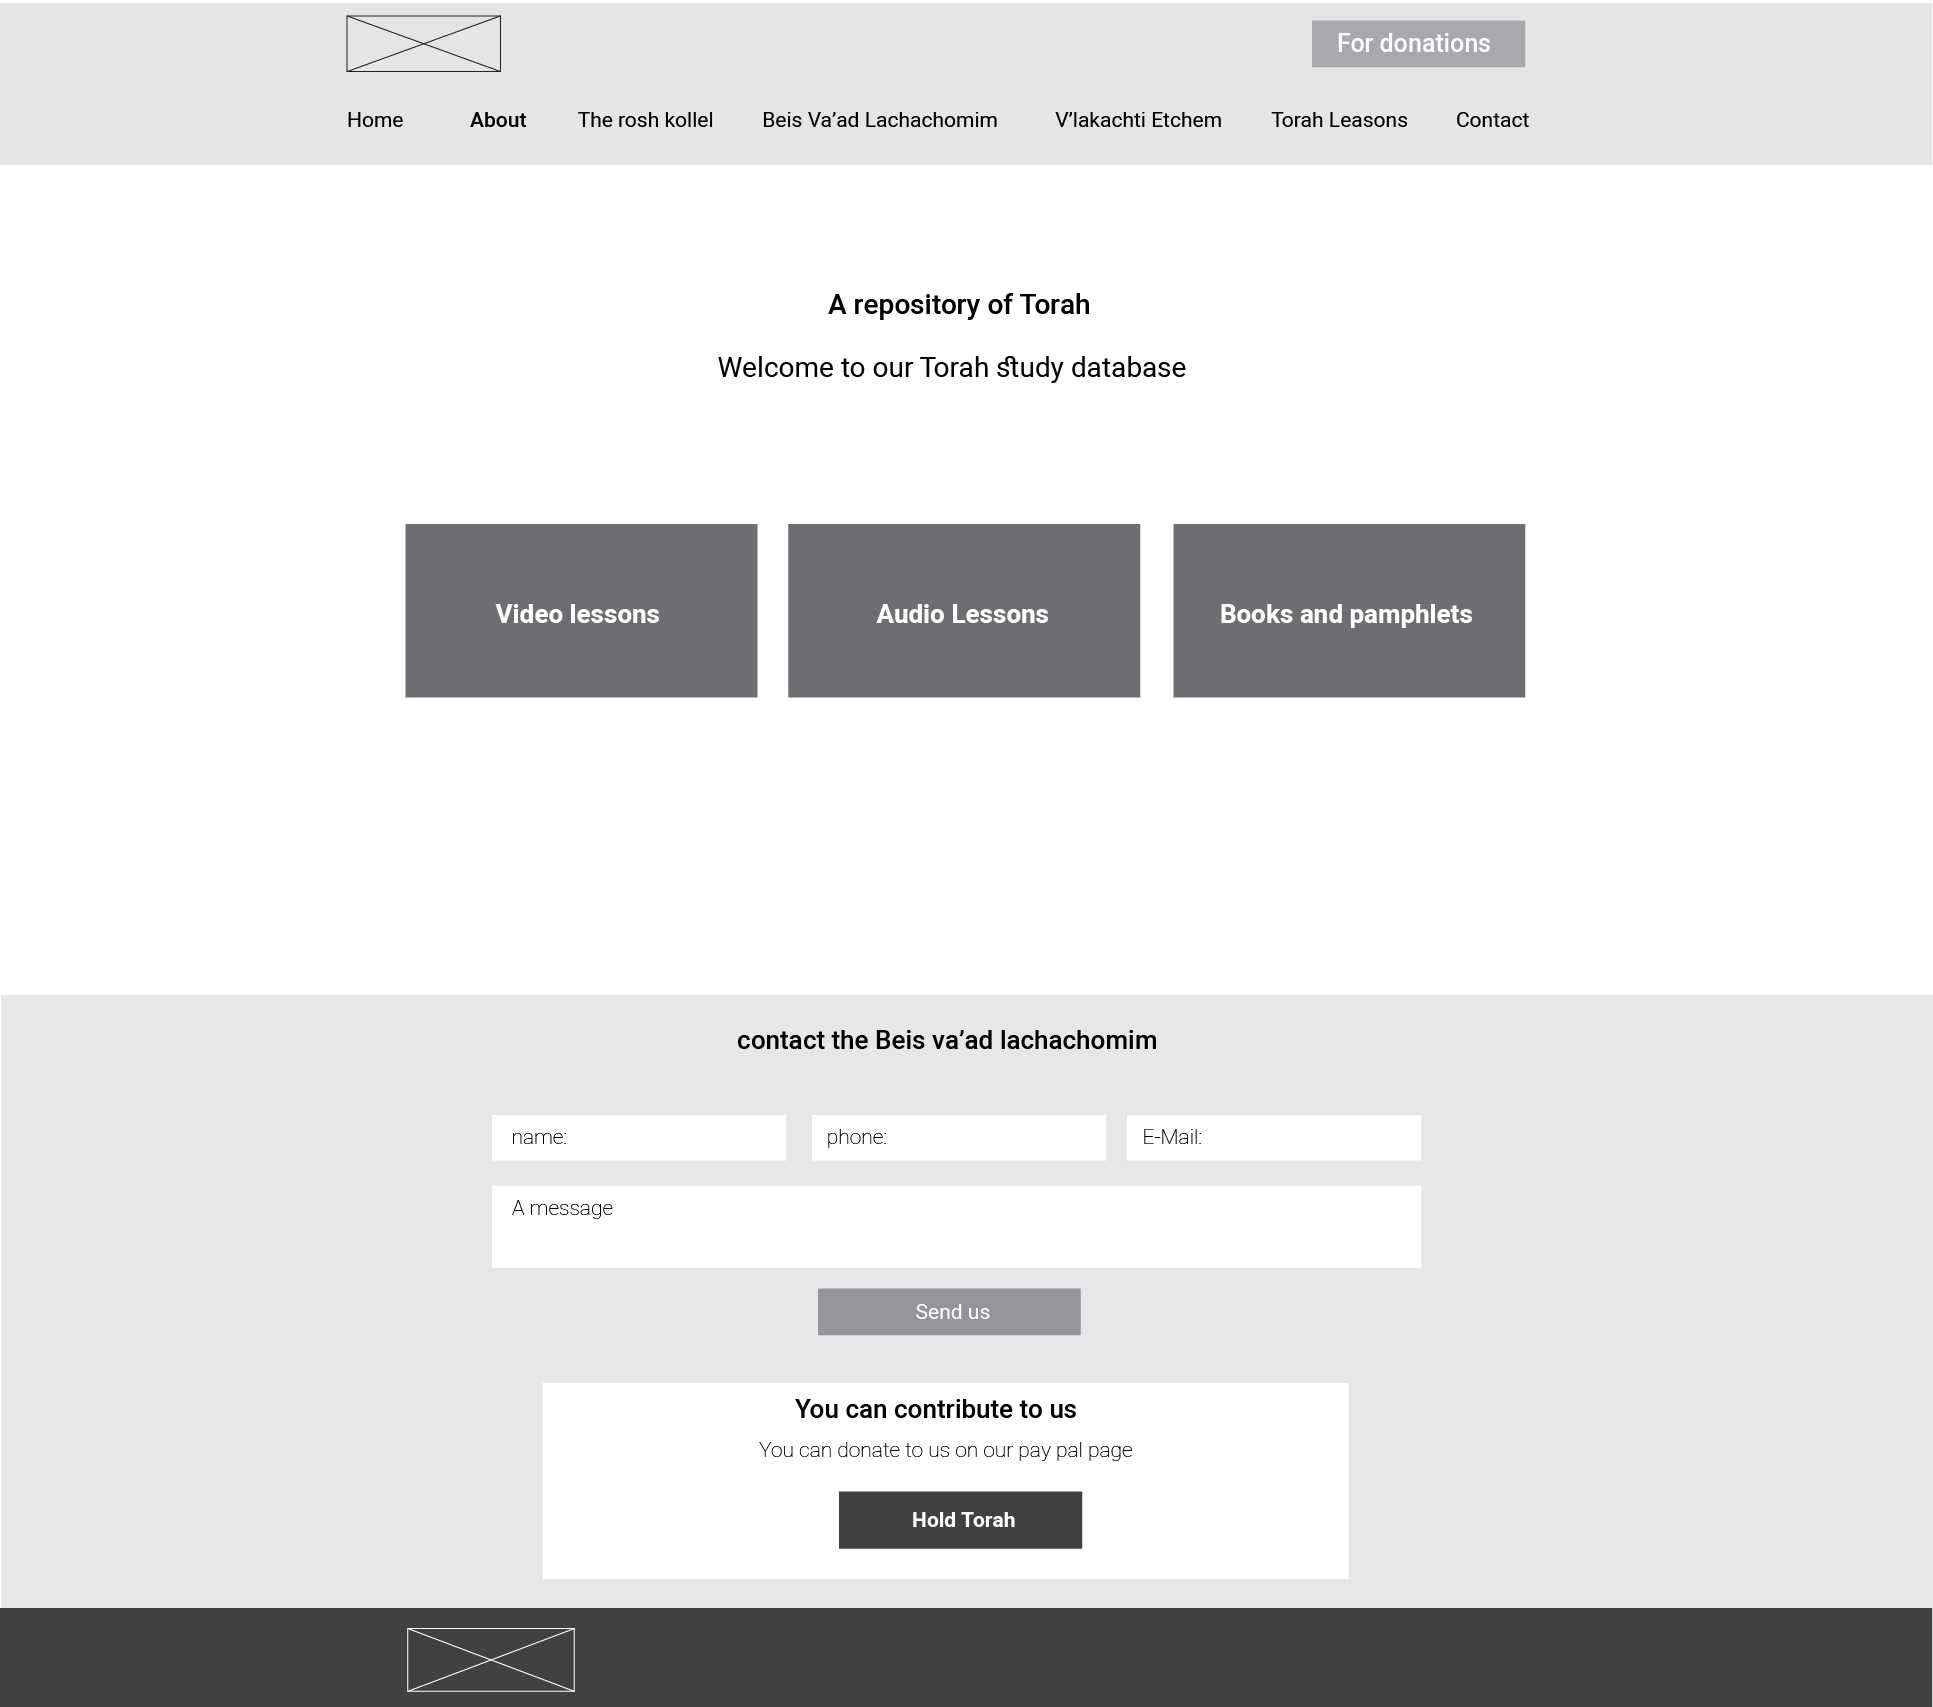 For donations
Home About The rosh kollel Beis Va’ad Lachachomim V’lakachti Etchem Torah Leasons Contact
A repository of Torah
Welcome to our Torah study database
Video lessons Audio Lessons Books and pamphlets
contact the Beis va’ad lachachomim
name: phone: E-Mail:
A message
Send us
You can contribute to us
You can donate to us on our pay pal page
Hold Torah